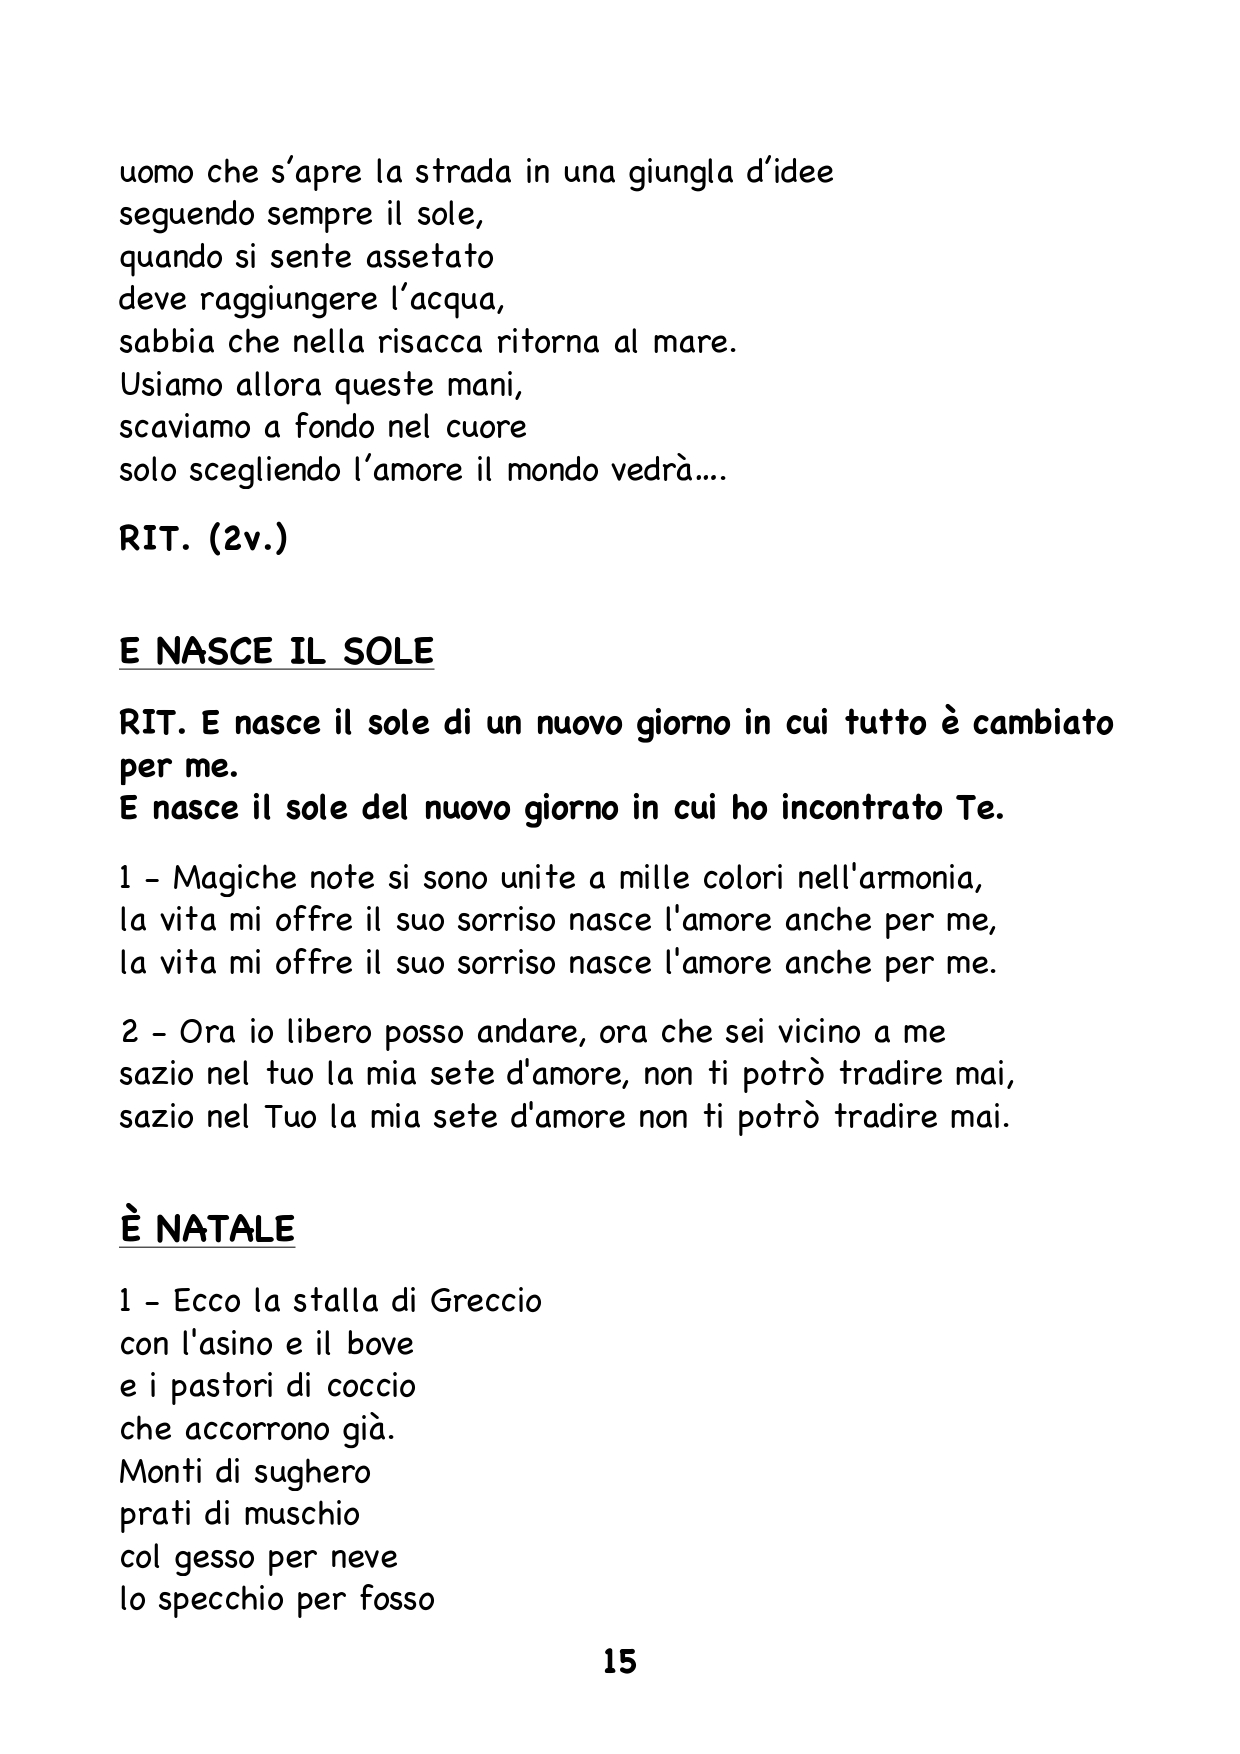 uomo che s’apre la strada in una giungla d’idee
seguendo sempre il sole,
quando si sente assetato
deve raggiungere l’acqua,
sabbia che nella risacca ritorna al mare.
Usiamo allora queste mani,
scaviamo a fondo nel cuore
solo scegliendo l’amore il mondo vedrà….
RIT. (2v.)
E NASCE IL SOLE
RIT. E nasce il sole di un nuovo giorno in cui tutto è cambiato
per me.
E nasce il sole del nuovo giorno in cui ho incontrato Te.
1 – Magiche note si sono unite a mille colori nell'armonia,
la vita mi offre il suo sorriso nasce l'amore anche per me,
la vita mi offre il suo sorriso nasce l'amore anche per me.
2 – Ora io libero posso andare, ora che sei vicino a me
sazio nel tuo la mia sete d'amore, non ti potrò tradire mai,
sazio nel Tuo la mia sete d'amore non ti potrò tradire mai.
È NATALE
1 – Ecco la stalla di Greccio
con l'asino e il bove
e i pastori di coccio
che accorrono già.
Monti di sughero
prati di muschio
col gesso per neve
lo specchio per fosso
15